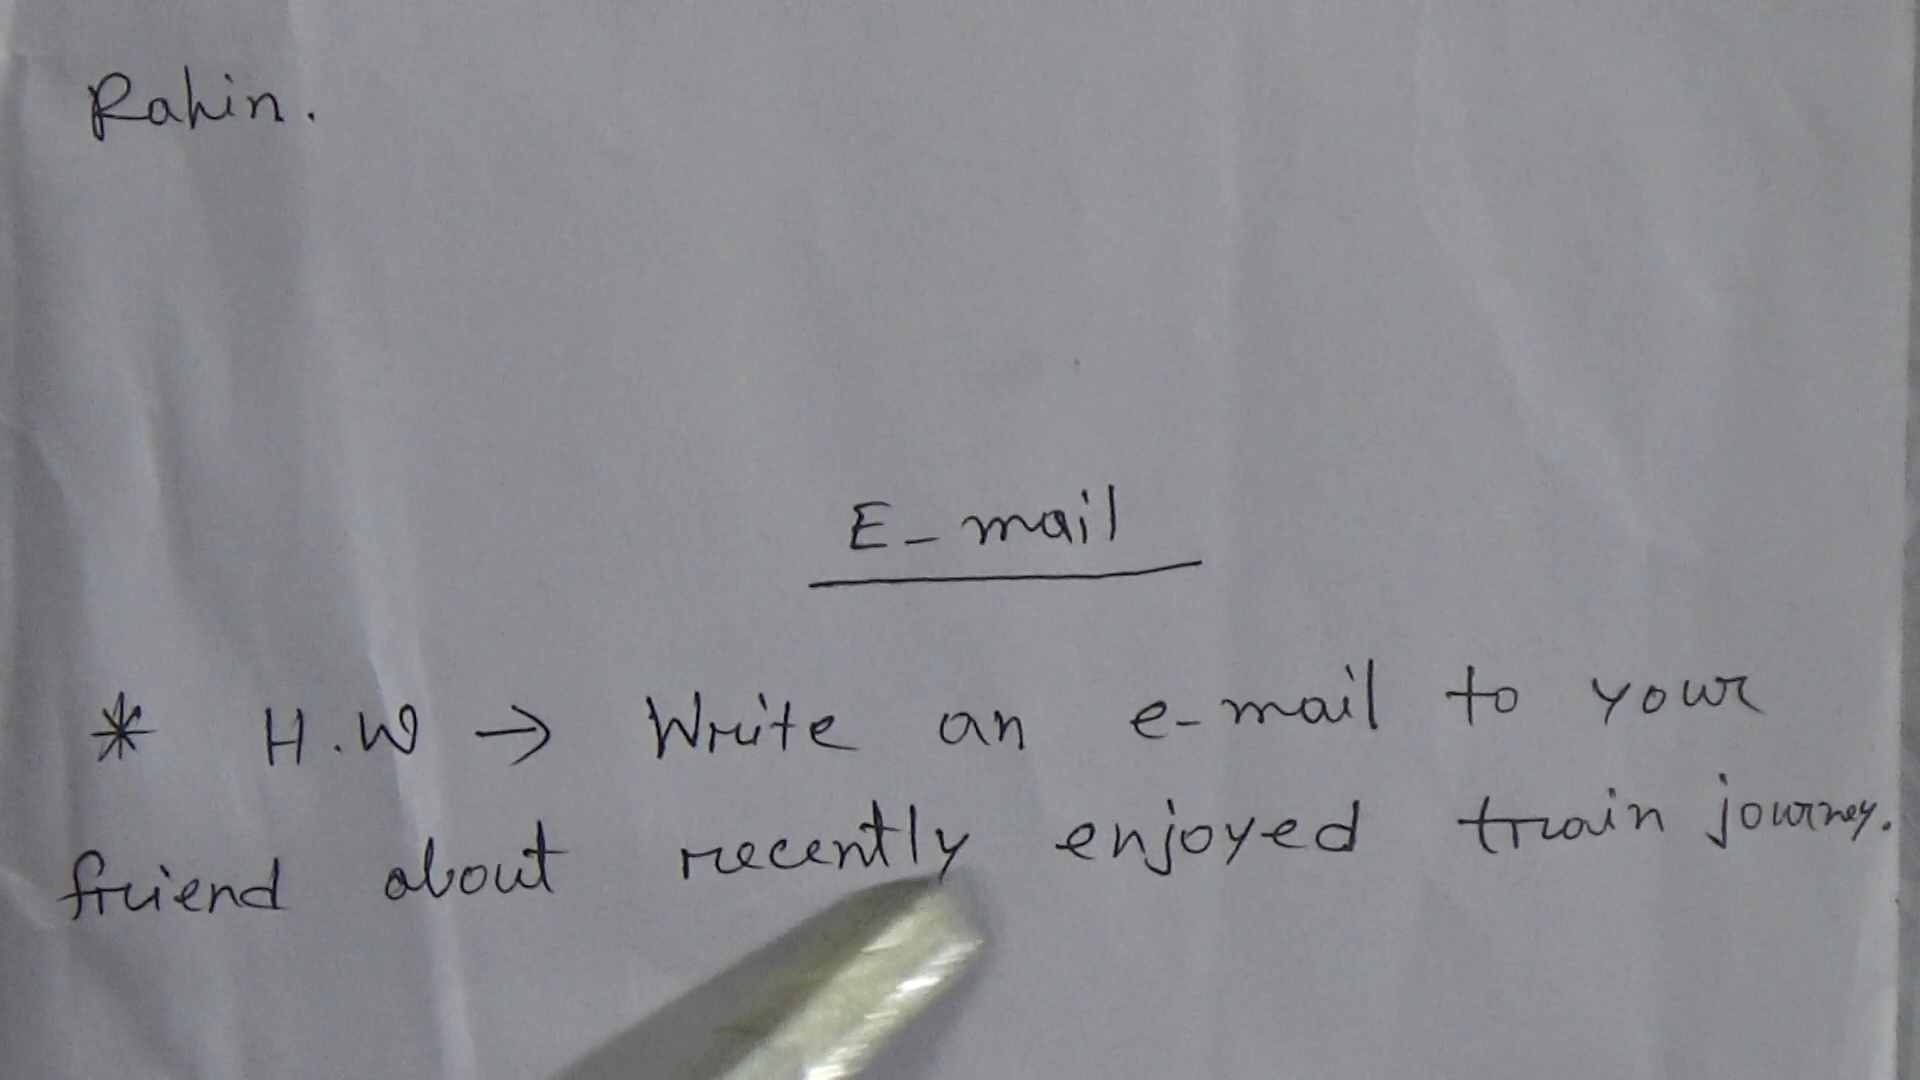 Rahin.
E-mail
* H.W → Write an e-mail to your
friend about recently enjoyed train journey.